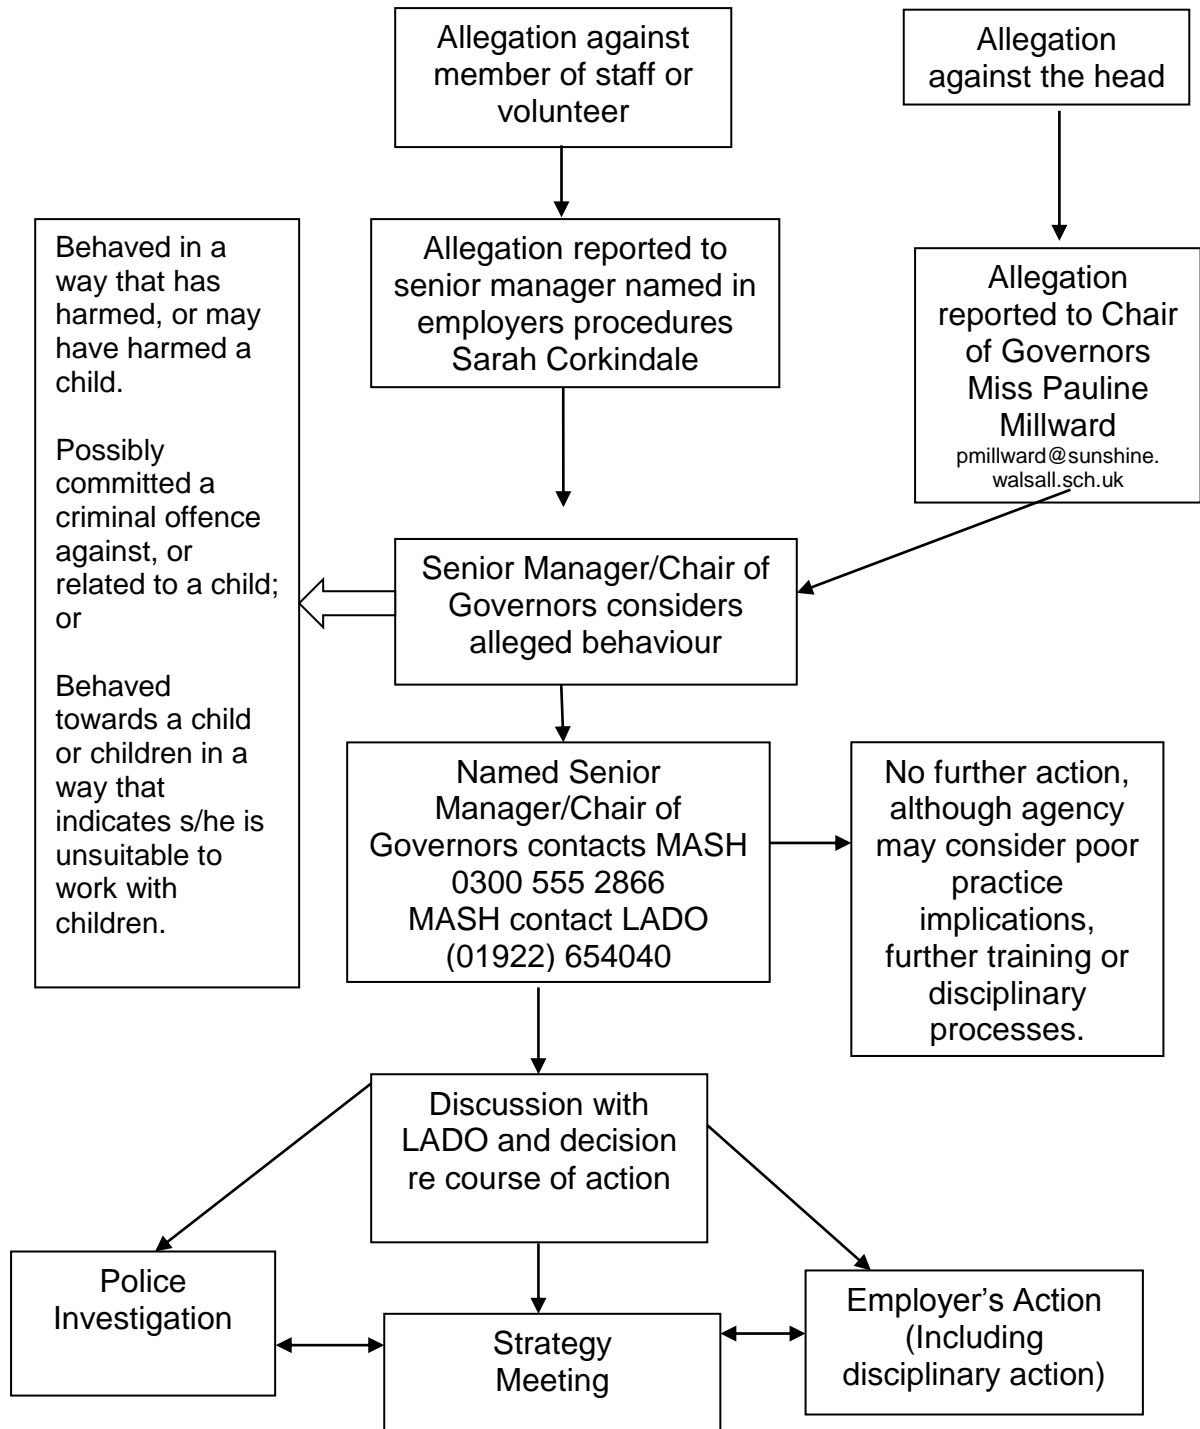 Allegation against
member of staff or
volunteer
Allegation
against the head
Behaved in a
way that has
harmed, or may
have harmed a
child.
Possibly
committed a
criminal offence
against, or
related to a child;
or
Behaved
towards a child
or children in a
way that
indicates s/he is
unsuitable to
work with
children.
Allegation reported to
senior manager named in
employers procedures
Sarah Corkindale
Allegation
reported to Chair
of Governors
Miss Pauline
Millward
pmillward@sunshine.
walsall.sch.uk
Senior Manager/Chair of
Governors considers
alleged behaviour
Named Senior
Manager/Chair of
Governors contacts MASH
0300 555 2866
MASH contact LADO
(01922) 654040
No further action,
although agency
may consider poor
practice
implications,
further training or
disciplinary
processes.
Discussion with
LADO and decision
re course of action
Police
Investigation
Strategy
Meeting
Employer’s Action
(Including
disciplinary action)